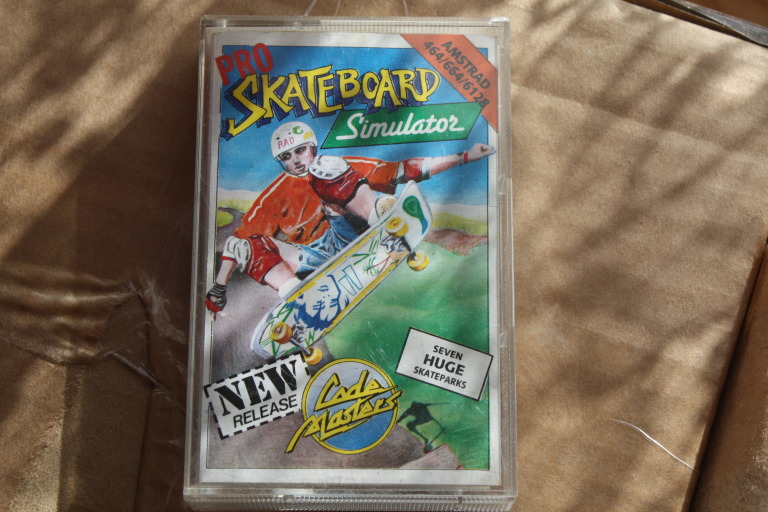 PRO
SKATEBOARD
Simulator
AMSTRAD
464/664/6128
RAD
SEVEN
HUGE
SKATEPARKS
NEW
RELEASE
Code
Masters